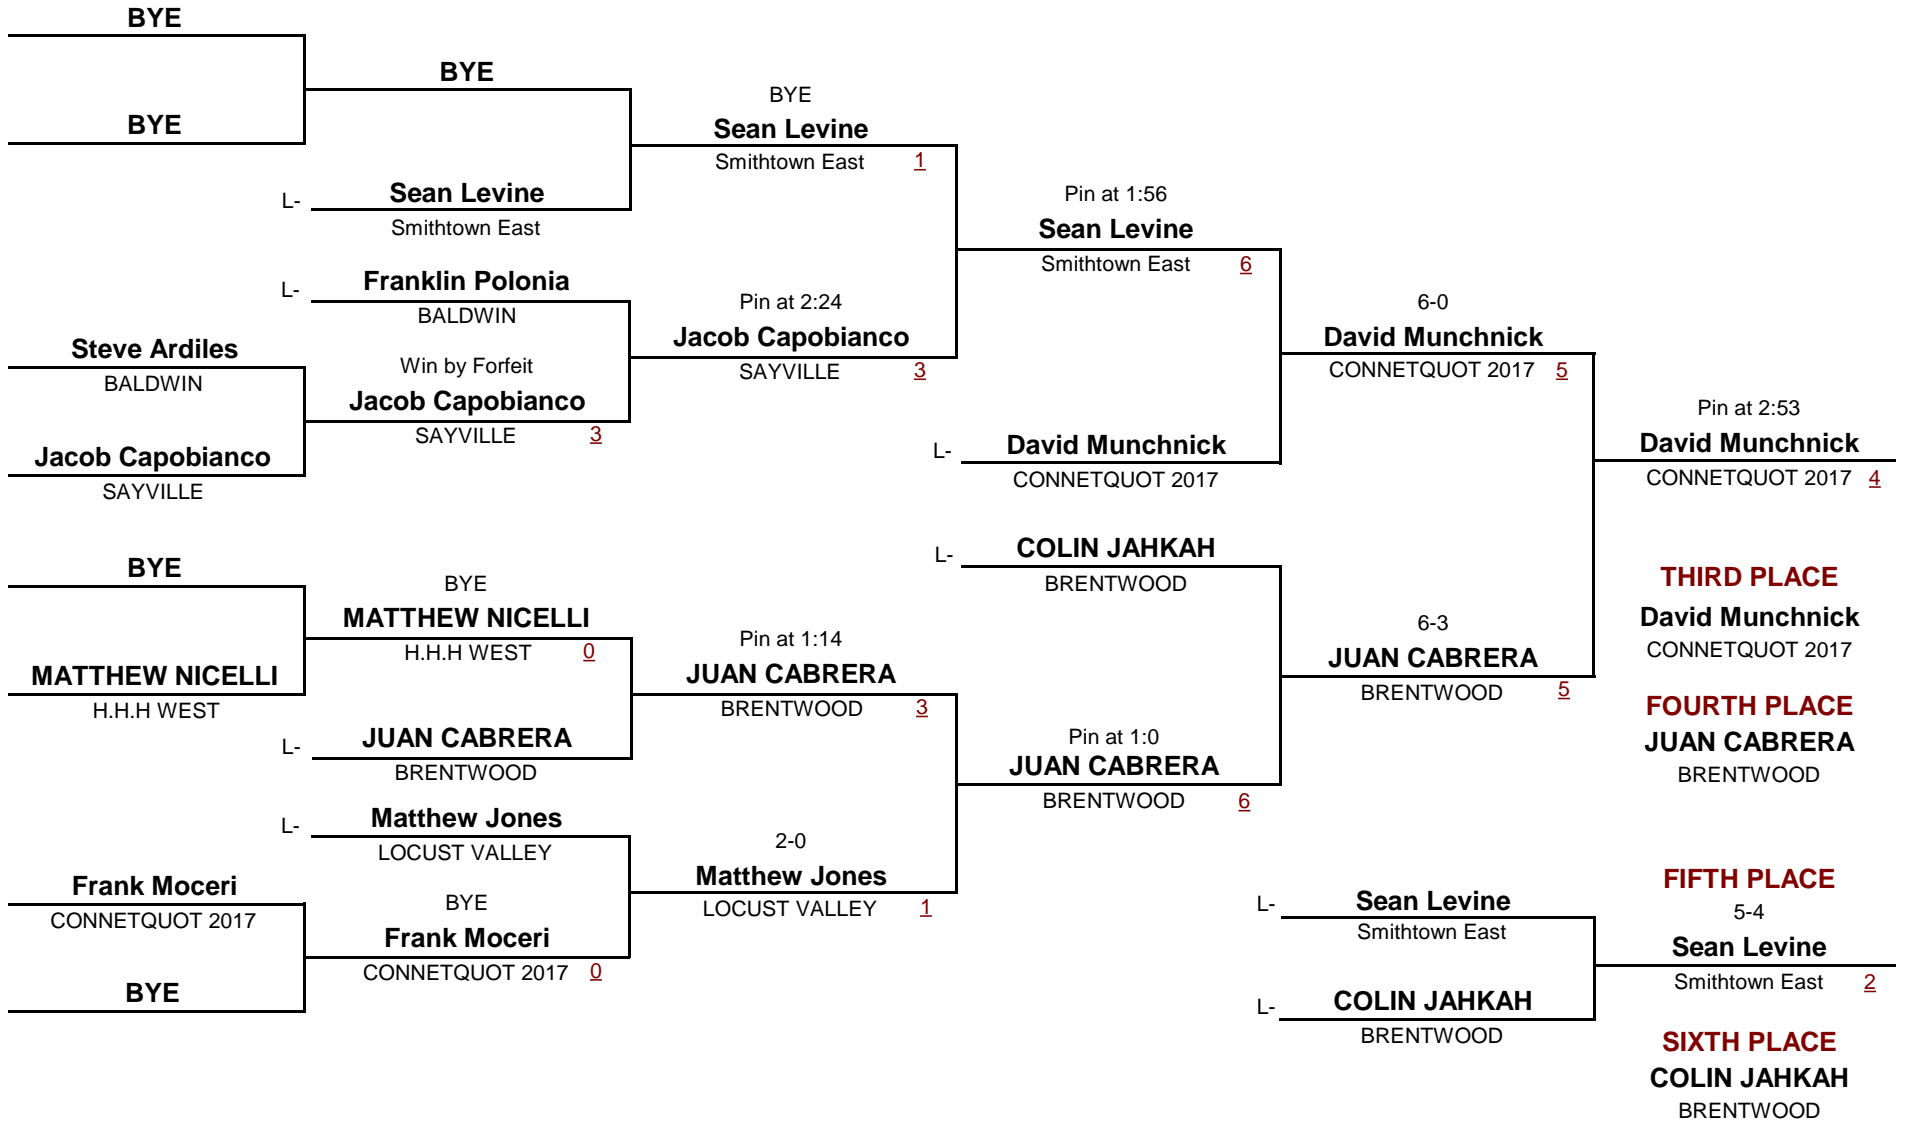 BYE
BYE
Steve Ardiles
BALDWIN
Jacob Capobianco
SAYVILLE
BYE
MATTHEW NICELLI
H.H.H WEST
Frank Moceri
CONNETQUOT 2017
BYE
BYE
L- Sean Levine
Smithtown East
L- Franklin Polonia
BALDWIN
Win by Forfeit
Jacob Capobianco
SAYVILLE 3
BYE
MATTHEW NICELLI
H.H.H WEST 0
L- JUAN CABRERA
BRENTWOOD
L- Matthew Jones
LOCUST VALLEY
BYE
Frank Moceri
CONNETQUOT 2017 0
BYE
Sean Levine
Smithtown East 1
Pin at 2:24
Jacob Capobianco
SAYVILLE 3
Pin at 1:14
JUAN CABRERA
BRENTWOOD 3
2-0
Matthew Jones
LOCUST VALLEY 1
Pin at 1:56
Sean Levine
Smithtown East 6
L- David Munchnick
CONNETQUOT 2017
L- COLIN JAHKAH
BRENTWOOD
Pin at 1:0
JUAN CABRERA
BRENTWOOD 6
6-0
David Munchnick
CONNETQUOT 2017 5
6-3
JUAN CABRERA
BRENTWOOD 5
L- Sean Levine
Smithtown East
L- COLIN JAHKAH
BRENTWOOD
Pin at 2:53
David Munchnick
CONNETQUOT 2017 4
THIRD PLACE
David Munchnick
CONNETQUOT 2017
FOURTH PLACE
JUAN CABRERA
BRENTWOOD
FIFTH PLACE
5-4
Sean Levine
Smithtown East 2
SIXTH PLACE
COLIN JAHKAH
BRENTWOOD